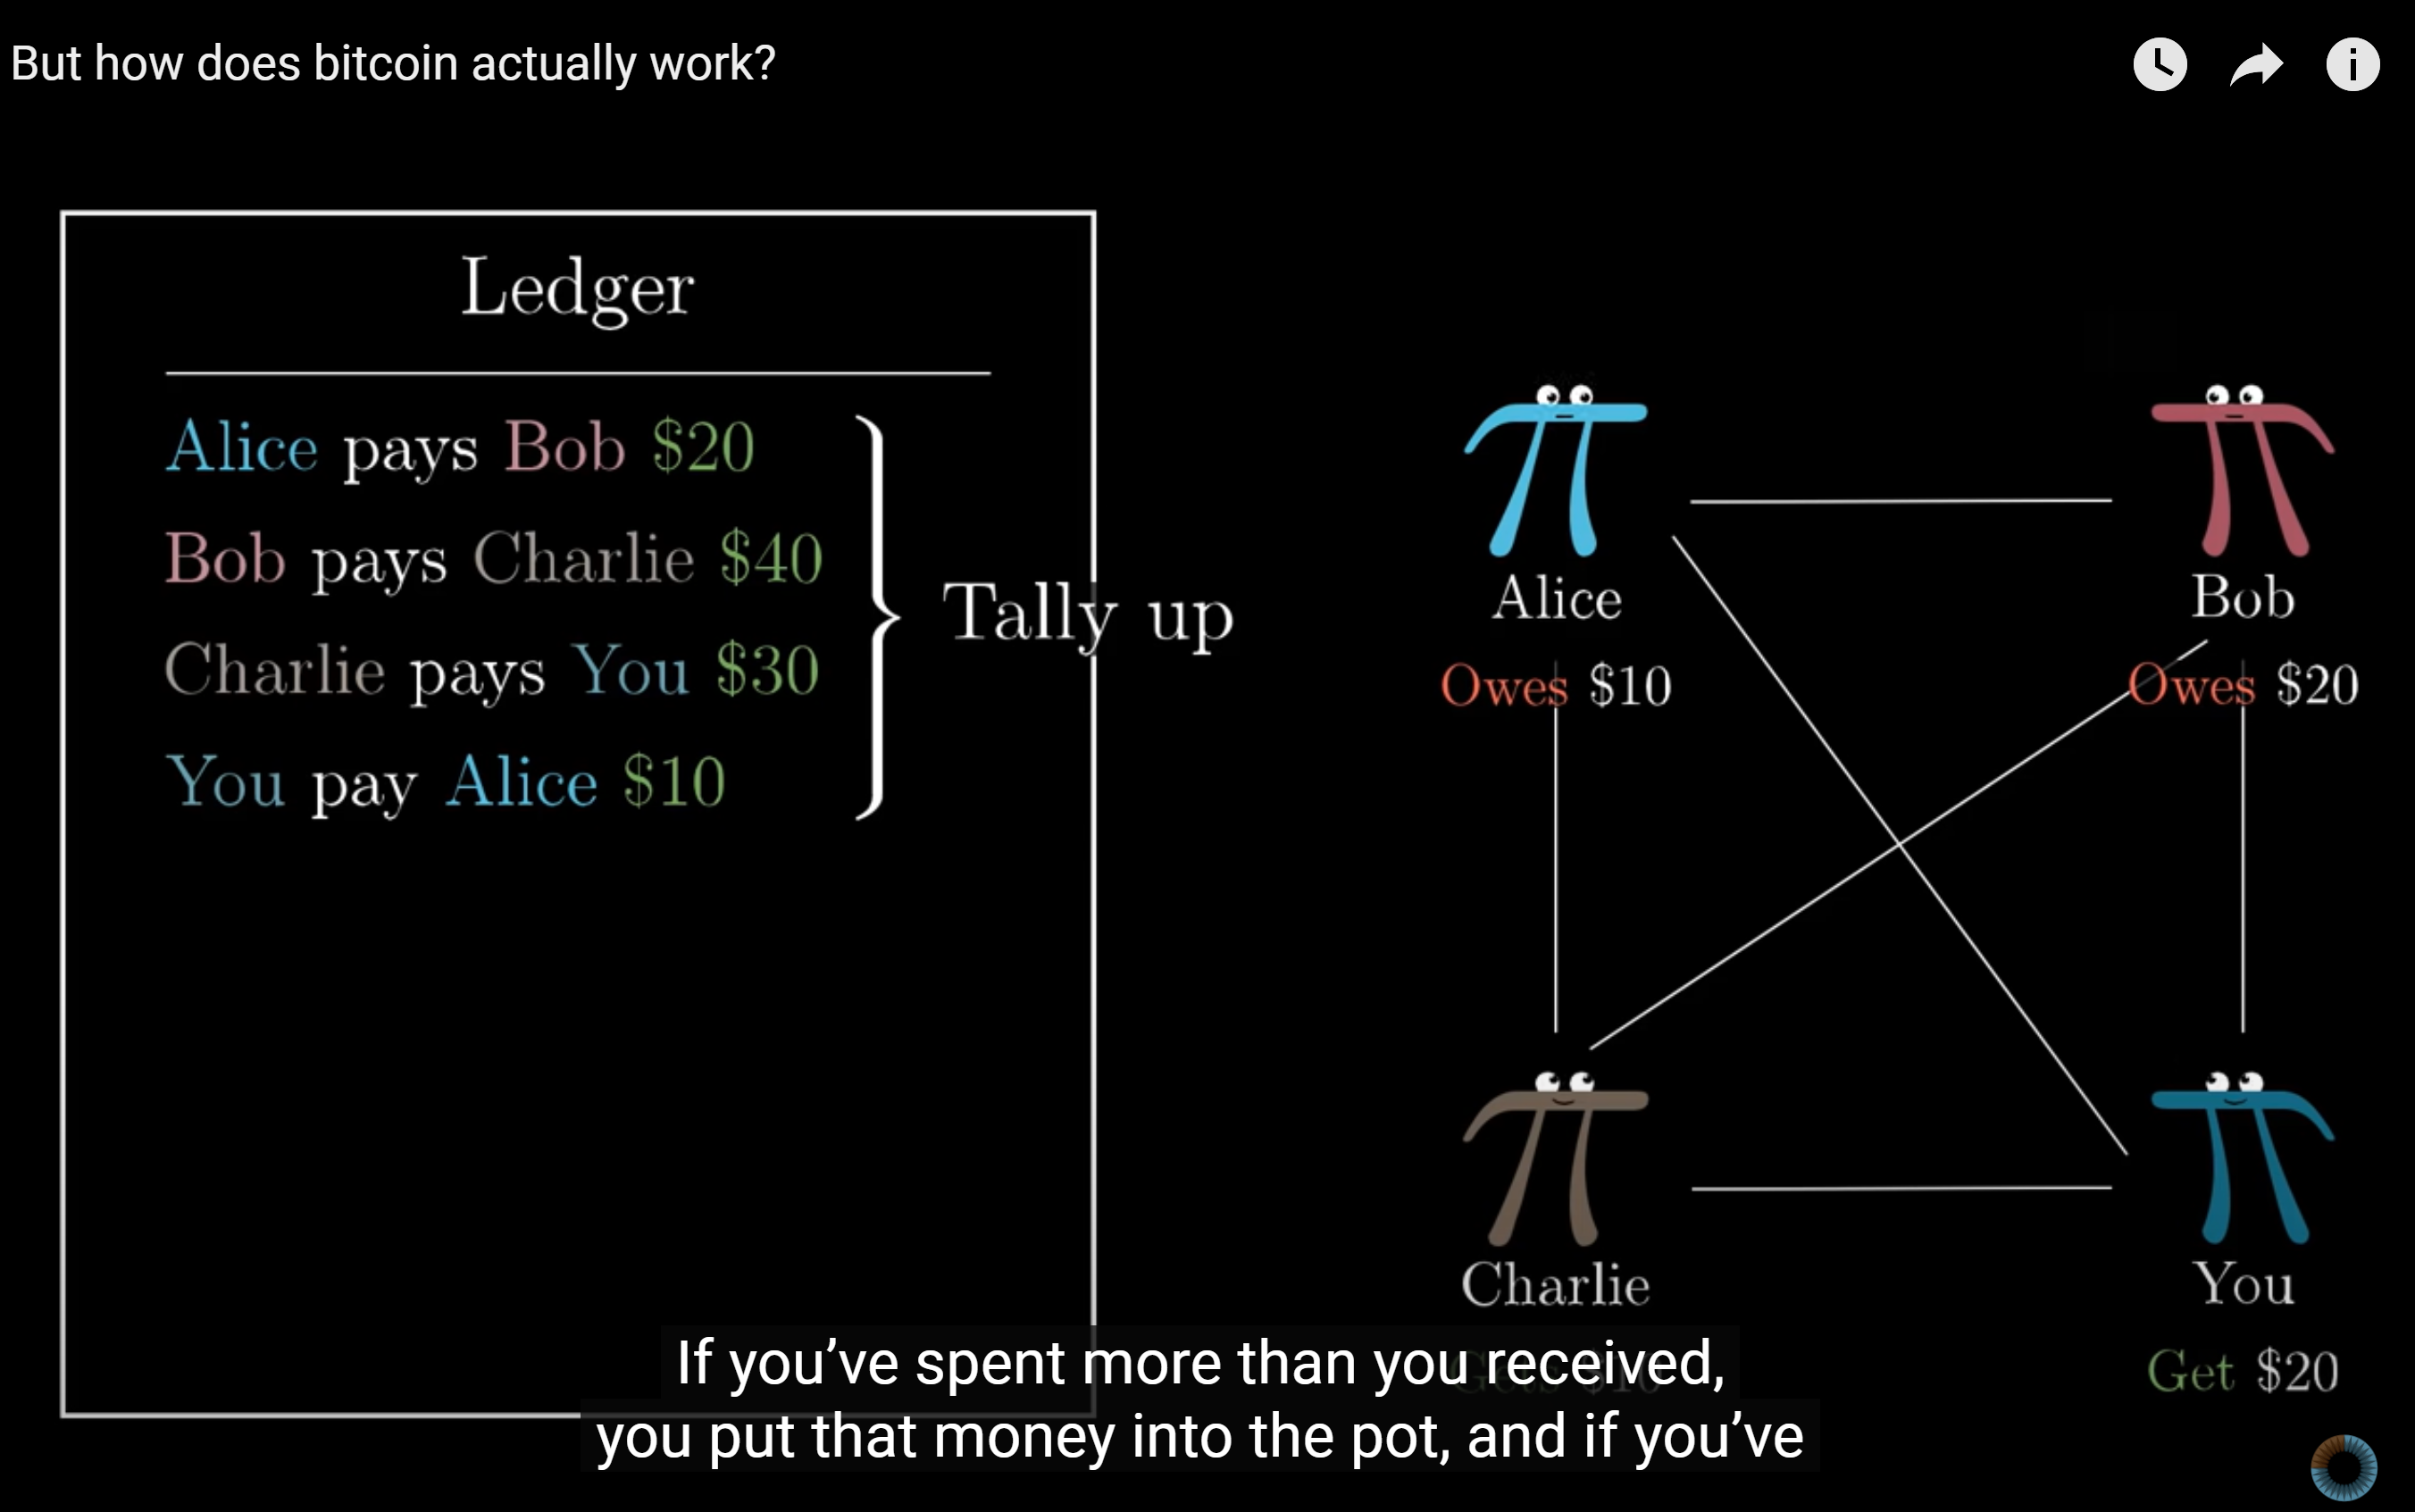 But how does bitcoin actually work?
Ledger
Alice pays Bob $20
Bob pays Charlie $40
Charlie pays You $30
You pay Alice $10
Tally up
Alice
Owes $10
Bob
Owes $20
Charlie
Gets $10
You
Get $20
If you’ve spent more than you received,
you put that money into the pot, and if you’ve